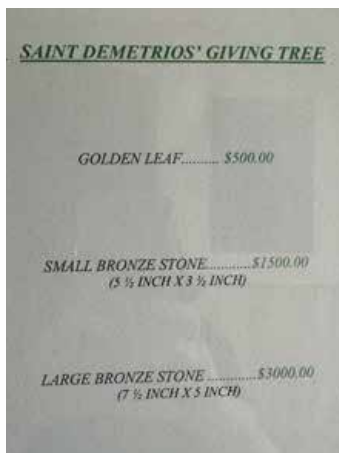 SAINT DEMETRIOS' GIVING TREE
GOLDEN LEAF.......... $500.00
SMALL BRONZE STONE............$1500.00
(5 ½ INCH X 3 ½ INCH)
LARGE BRONZE STONE .............$3000.00
(7 ½ INCH X 5 INCH)